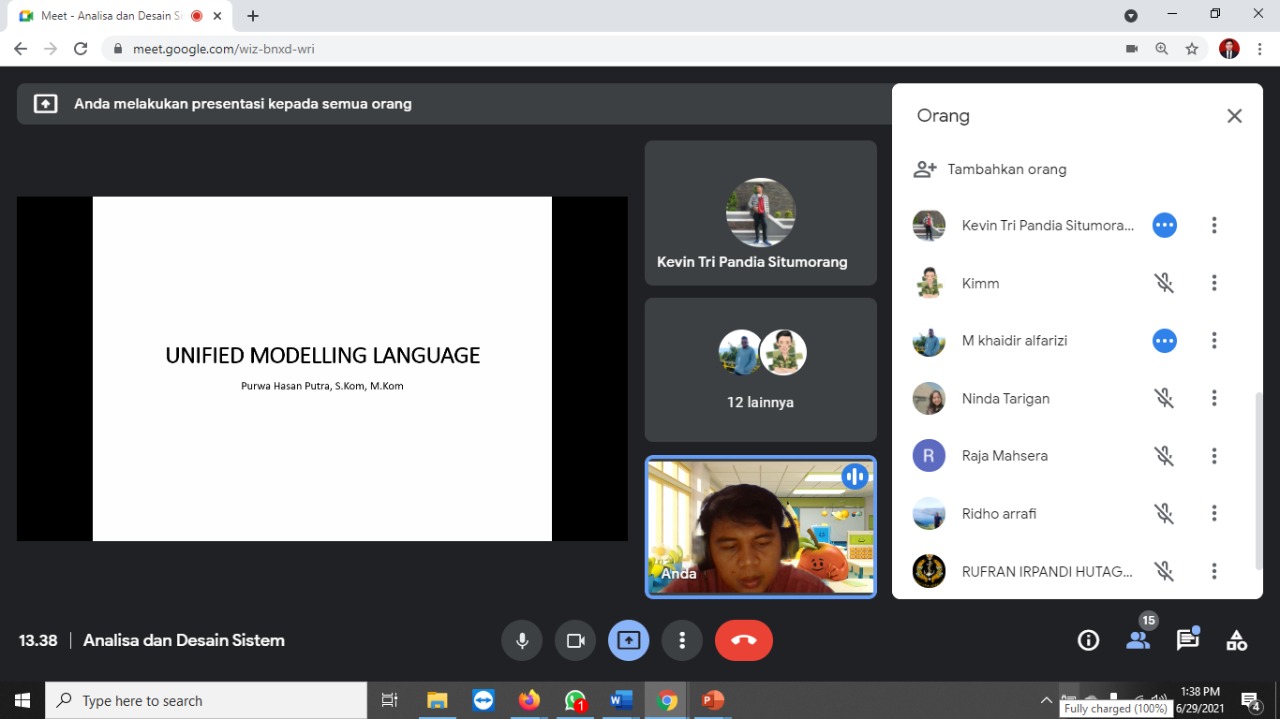 Meet - Analisa dan Desain Si
meet.google.com/wiz-bnxd-wri
Anda melakukan presentasi kepada semua orang
UNIFIED MODELLING LANGUAGE
Purwa Hasan Putra, S.Kom, M.Kom
Kevin Tri Pandia Situmorang
12 lainnya
Anda
Orang
Tambahkan orang
Kevin Tri Pandia Situmora...
Kimm
M khaidir alfarizi
Ninda Tarigan
R
Raja Mahsera
Ridho arrafi
RUFRAN IRPANDI HUTAG...
13.38 | Analisa dan Desain Sistem
15
Type here to search
1
1:38 PM
Fully charged (100%)
6/29/2021
4